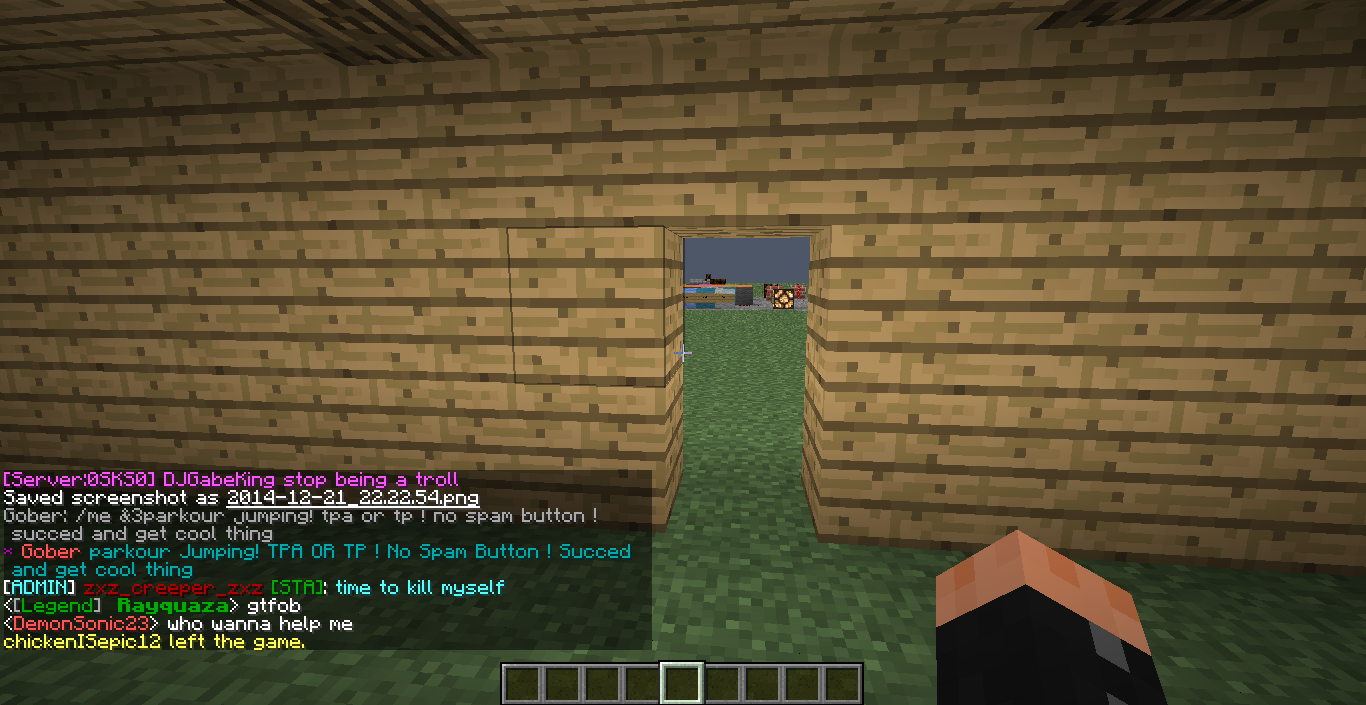 [Server:0SKS0] DJGabeKing stop being a troll
Saved screenshot as 2014-12-21_22.22.54.png
Gober: /me &3parkour Jumping! tpa or tp ! no spam button !
succed and get cool thing
* Gober parkour Jumping! TPA OR TP ! No Spam Button ! Succed
and get cool thing
[ADMIN] zxz_creeper_zxz [STA]: time to kill myself
<[Legend] Rayquaza> gtfob
<DemonSonic23> who wanna help me
chickenISepic12 left the game.